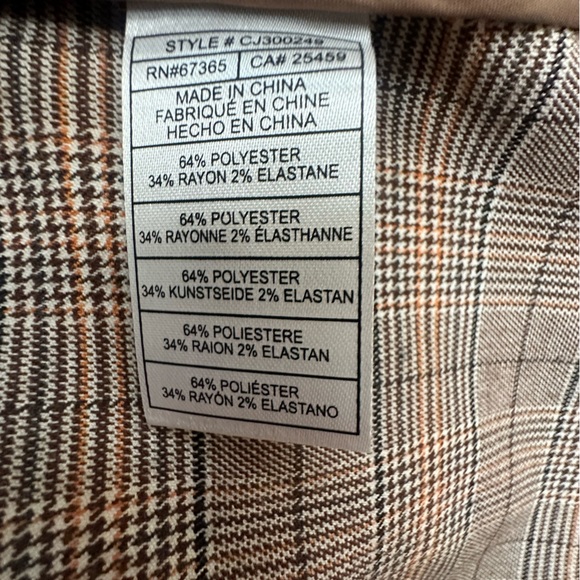 STYLE # CJ300246
RN#67365 CA# 25459
MADE IN CHINA
FABRIQUÉ EN CHINE
HECHO EN CHINA
64% POLYESTER
34% RAYON 2% ELASTANE
64% POLYESTER
34% RAYONNE 2% ÉLASTHANNE
64% POLYESTER
34% KUNSTSEIDE 2% ELASTAN
64% POLIESTERE
34% RAION 2% ELASTAN
64% POLIÉSTER
34% RAYÓN 2% ELASTANO